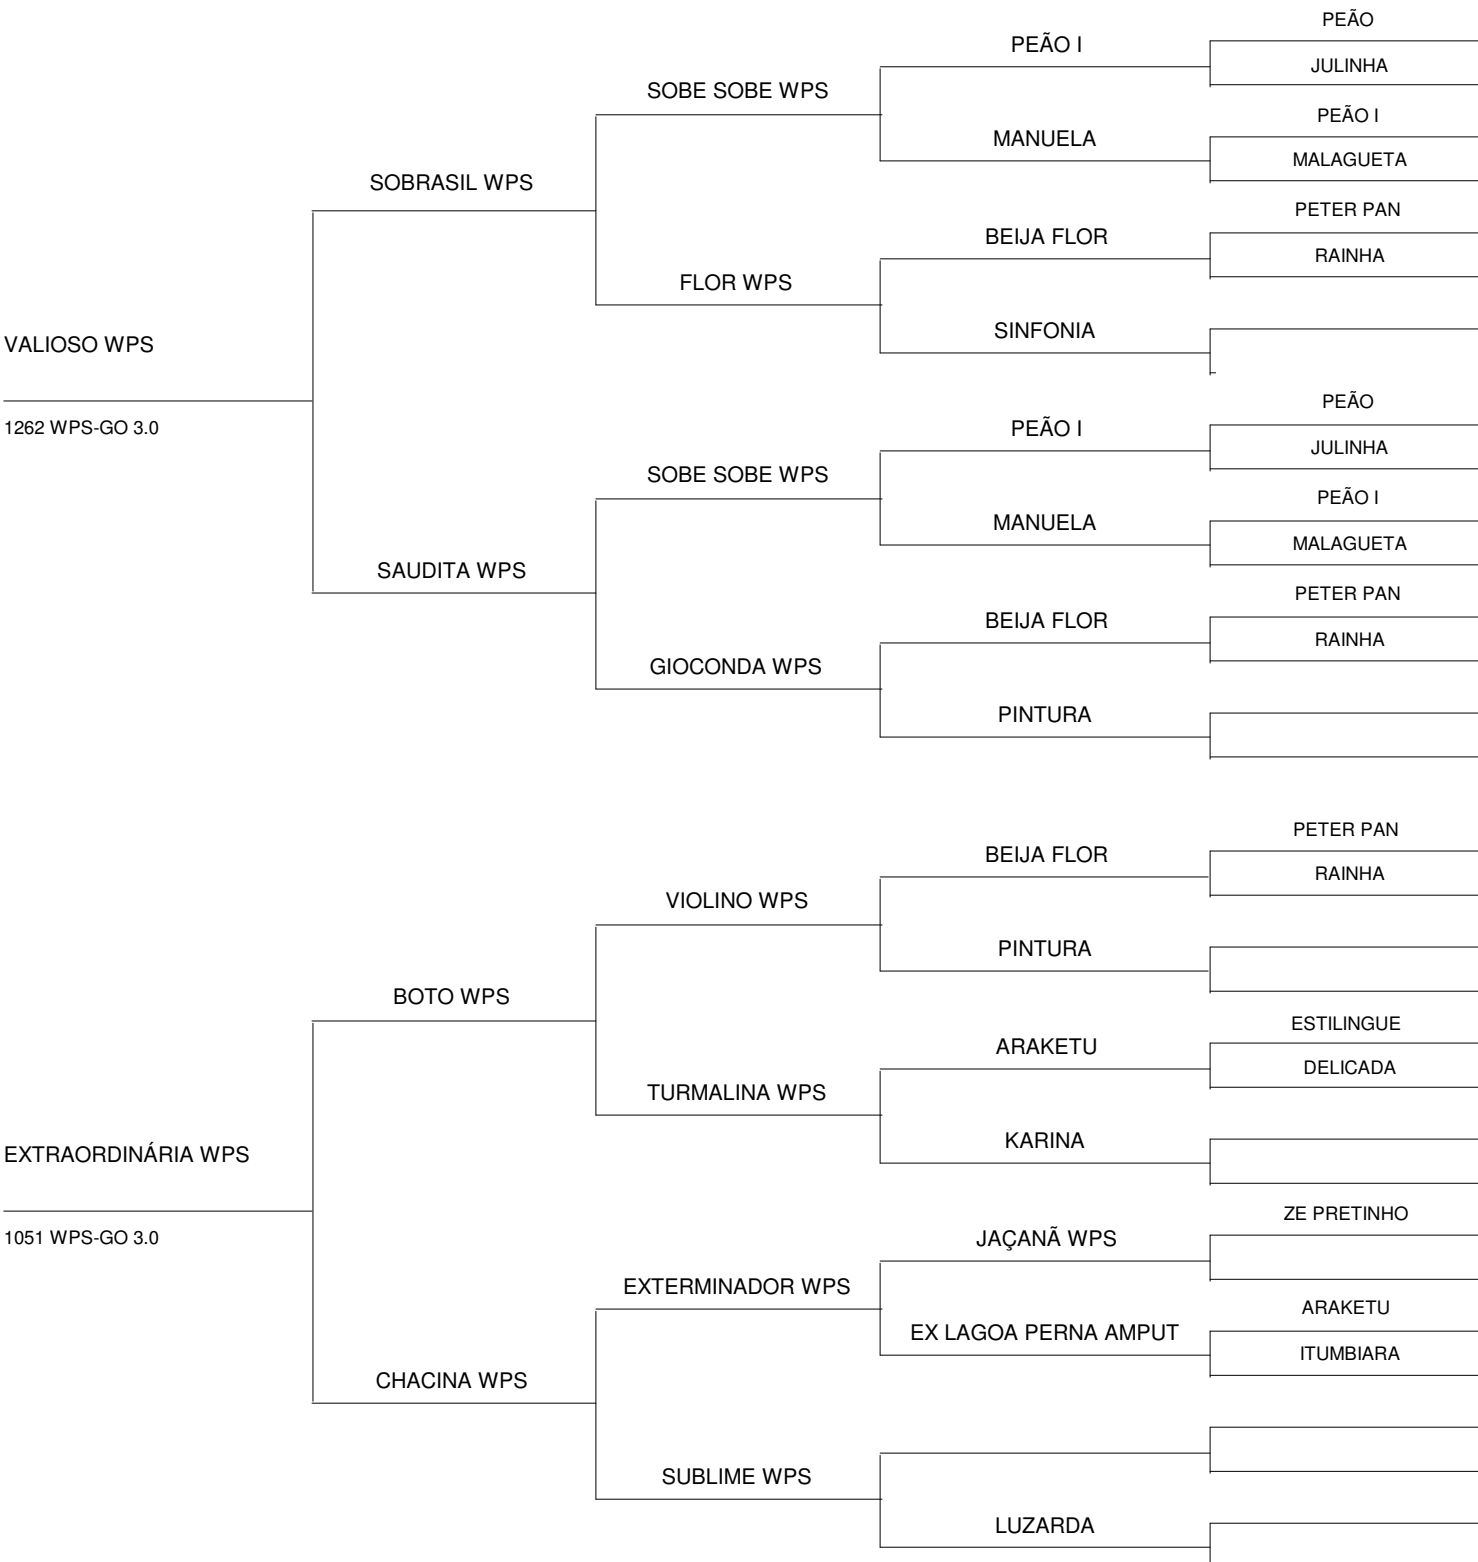 PEÃO
PEÃO I
JULINHA
SOBE SOBE WPS
PEÃO I
MANUELA
MALAGUETA
SOBRASIL WPS
PETER PAN
BEIJA FLOR
RAINHA
FLOR WPS
SINFONIA
VALIOSO WPS
PEÃO
1262 WPS-GO 3.0
PEÃO I
JULINHA
SOBE SOBE WPS
PEÃO I
MANUELA
MALAGUETA
SAUDITA WPS
PETER PAN
BEIJA FLOR
RAINHA
GIOCONDA WPS
PINTURA
PETER PAN
BEIJA FLOR
RAINHA
VIOLINO WPS
PINTURA
BOTO WPS
ESTILINGUE
ARAKETU
DELICADA
TURMALINA WPS
KARINA
EXTRAORDINÁRIA WPS
ZE PRETINHO
1051 WPS-GO 3.0
JAÇANÃ WPS
EXTERMINADOR WPS
ARAKETU
EX LAGOA PERNA AMPUT
ITUMBIARA
CHACINA WPS
SUBLIME WPS
LUZARDA